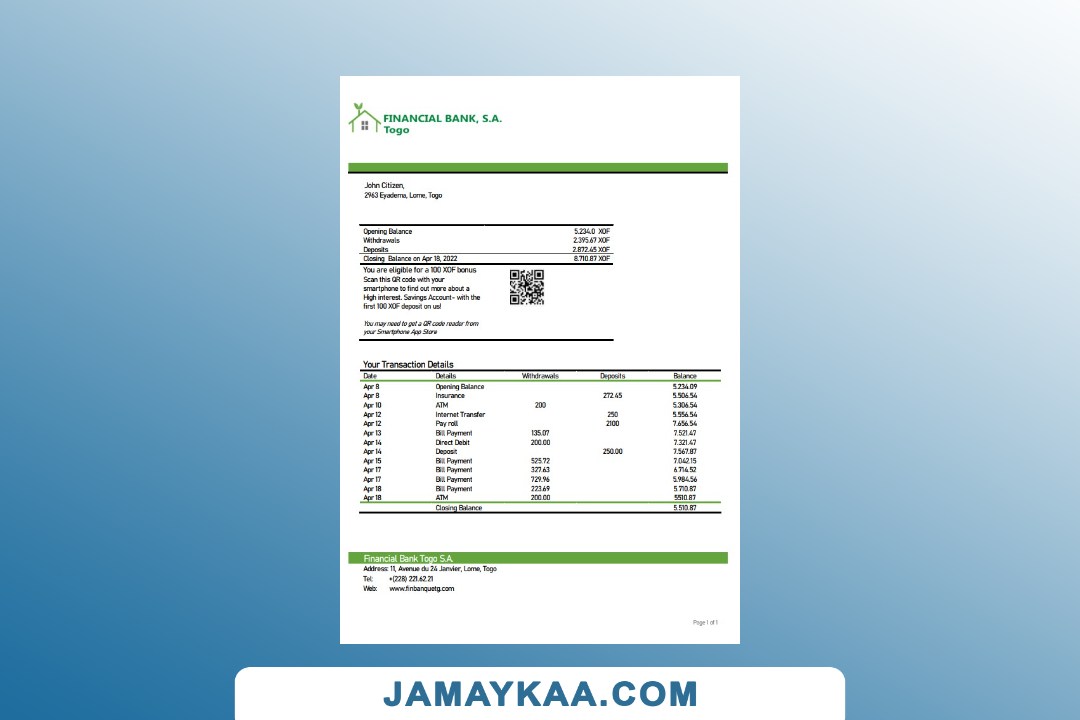 FINANCIAL BANK, S.A.
Togo
John Citizen,
2963 Eyadema, Lome, Togo
Opening Balance 5.234.0 XOF
Withdrawals 2.395.67 XOF
Deposits 2.872.45 XOF
Closing Balance on Apr 18, 2022 8.710.87 XOF
You are eligible for a 100 XOF bonus
Scan this QR code with your
smartphone to find out more about a
High interest. Savings Account- with the
first 100 XOF deposit on us!
You may need to get a QR code reader from
your Smartphone App Store
Your Transaction Details
Date Details Withdrawals Deposits Balance
Apr 8 Opening Balance 5.234.09
Apr 8 Insurance 272.45 5.506.54
Apr 10 ATM 200 5.306.54
Apr 12 Internet Transfer 250 5.556.54
Apr 12 Pay roll 2100 7.656.54
Apr 13 Bill Payment 135.07 7.521.47
Apr 14 Direct Debit 200.00 7.321.47
Apr 14 Deposit 250.00 7.567.87
Apr 15 Bill Payment 525.72 7.042.15
Apr 17 Bill Payment 327.63 6.714.52
Apr 17 Bill Payment 729.96 5.984.56
Apr 18 Bill Payment 223.69 5.710.87
Apr 18 ATM 200.00 5510.87
Closing Balance 5.510.87
Financial Bank Togo S.A.
Address: 11, Avenue du 24 Janvier, Lome, Togo
Tel: +(228) 221.62.21
Web: www.finbanquetg.com
Page 1 of 1
JAMAYKAA.COM